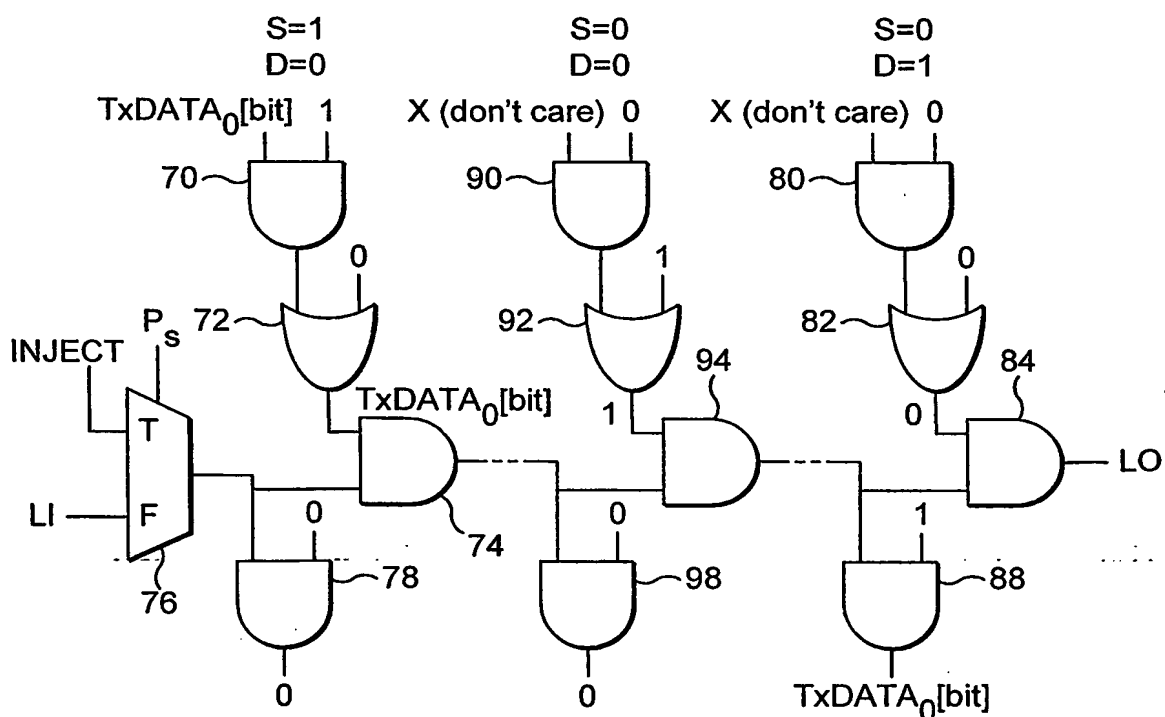 S=1 S=0 S=0
D=0 D=0 D=1
TxDATA0[bit] 1 X (don't care) 0 X (don't care) 0
70 90 80
0 1 0
72 92 82
Ps
INJECT
94 84
TxDATA0[bit] 1 0
T
LO
LI F
0 0 1
74
76 78 98 88
0 0 TxDATA0[bit]